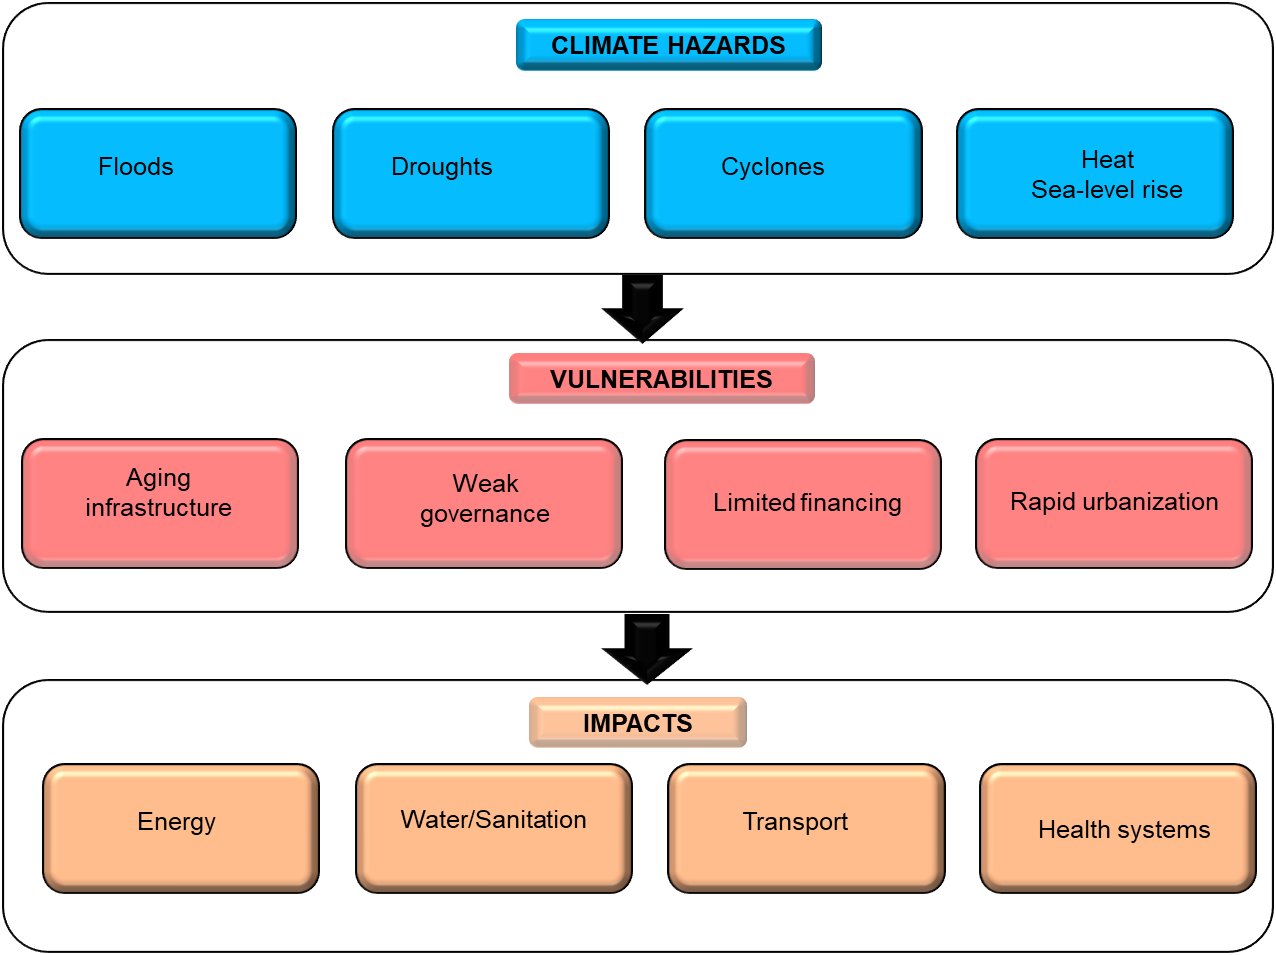 CLIMATE HAZARDS
Floods
Droughts
Cyclones
Heat
Sea-level rise
VULNERABILITIES
Aging
infrastructure
Weak
governance
Limited financing
Rapid urbanization
IMPACTS
Energy
Water/Sanitation
Transport
Health systems